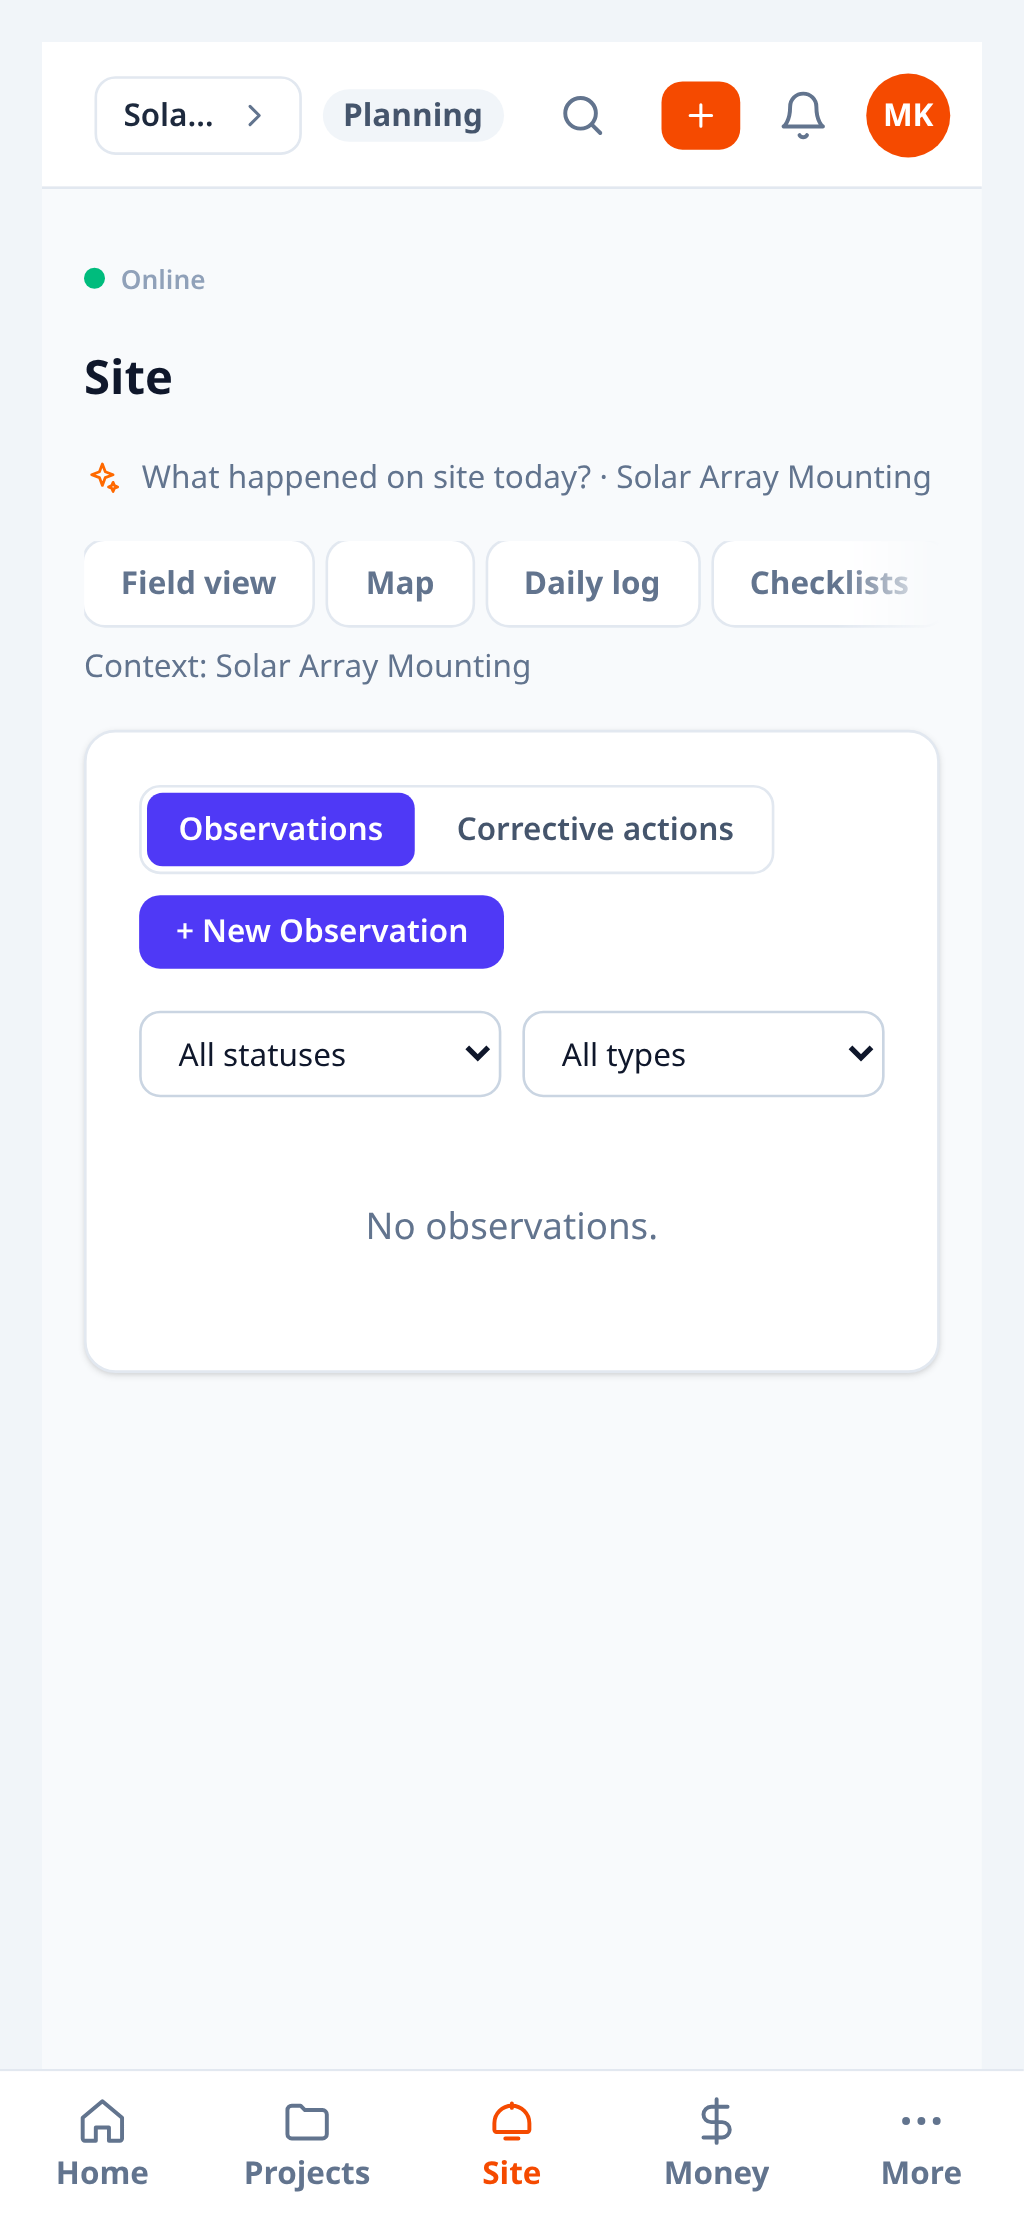 Sola...
Planning
MK
Online
Site
What happened on site today? · Solar Array Mounting
Field view
Map
Daily log
Checklists
Context: Solar Array Mounting
Observations
Corrective actions
+ New Observation
All statuses
All types
No observations.
Home
Projects
Site
Money
More